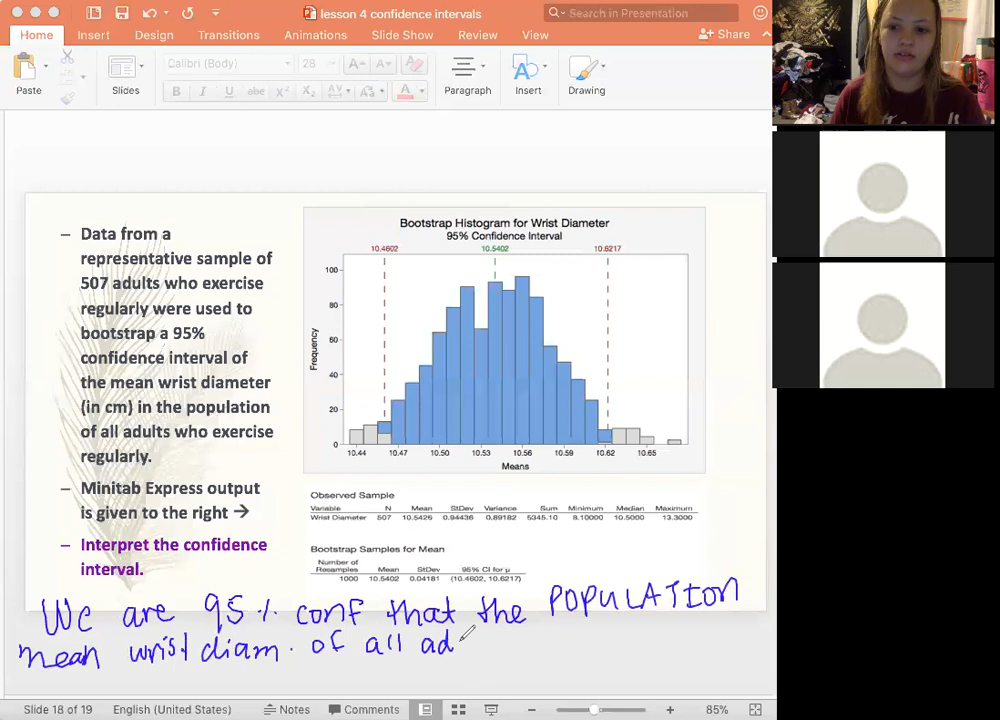 lesson 4 confidence intervals
Search in Presentation
Home Insert Design Transitions Animations Slide Show Review View Share
Calibri (Body) 28
Paste Slides B I U abc X² X₂ AV Aa A Paragraph Insert Drawing
– Data from a
representative sample of
507 adults who exercise
regularly were used to
bootstrap a 95%
confidence interval of
the mean wrist diameter
(in cm) in the population
of all adults who exercise
regularly.
– Minitab Express output
is given to the right →
– Interpret the confidence
interval.
Bootstrap Histogram for Wrist Diameter
95% Confidence Interval
10.4602 10.5402 10.6217
100
80
60
40
20
0
Frequency
10.44 10.47 10.50 10.53 10.56 10.59 10.62 10.65
Means
Observed Sample
Variable N Mean StDev Variance Sum Minimum Median Maximum
Wrist Diameter 507 10.5426 0.94436 0.89182 5345.10 8.10000 10.5000 13.3000
Bootstrap Samples for Mean
Number of
Resamples Mean StDev 95% CI for μ
1000 10.5402 0.04181 (10.4602, 10.6217)
We are 95% conf that the POPULATION
mean wrist diam. of all ad
Slide 18 of 19 English (United States) Notes Comments 85%